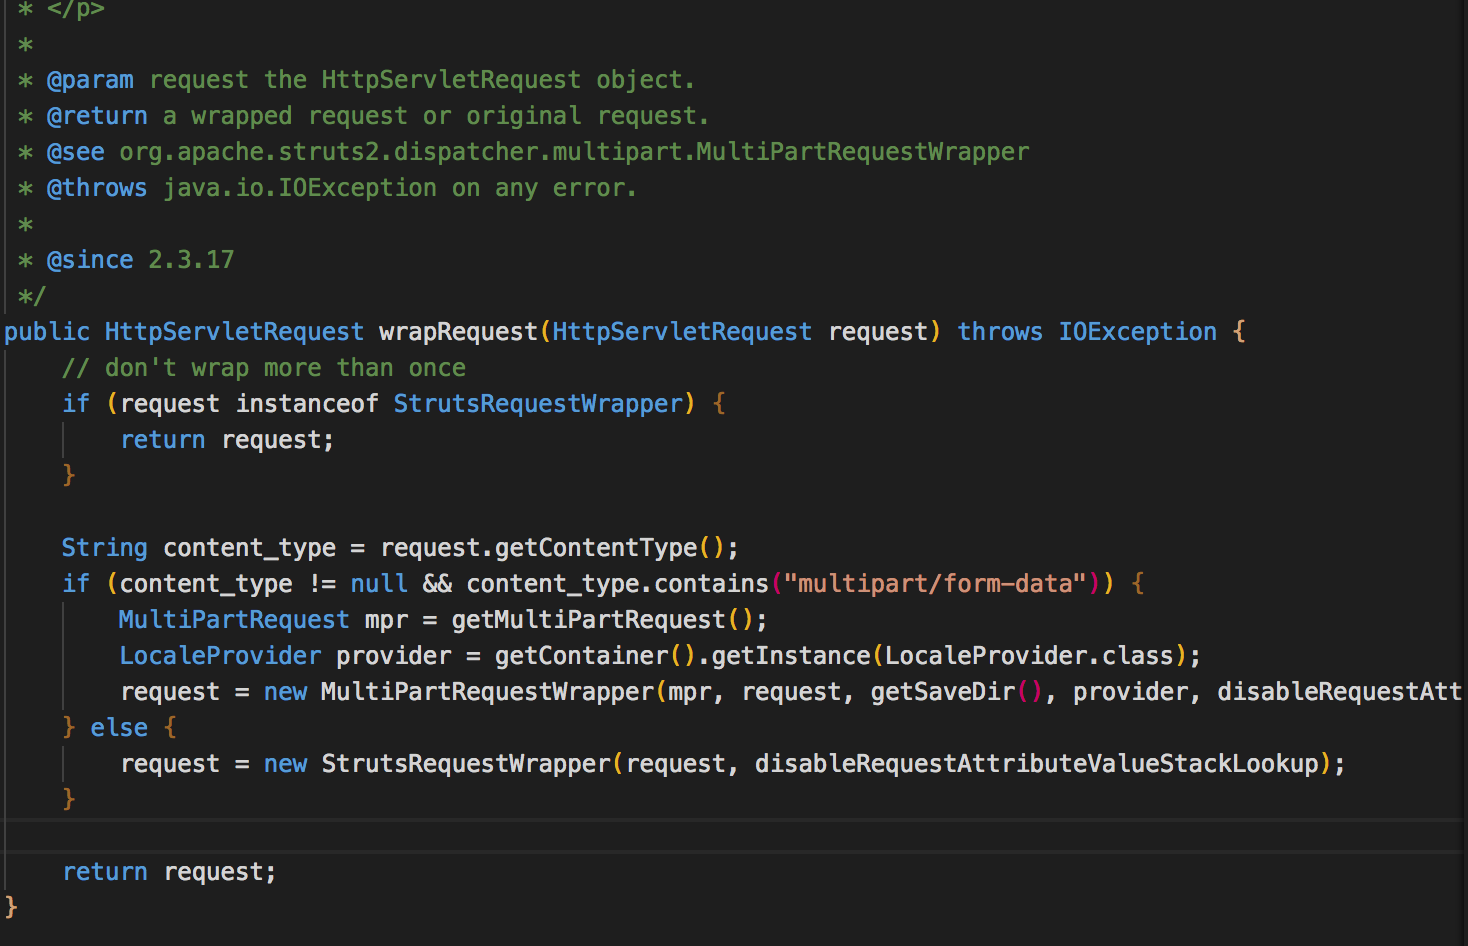 * </p>
*
* @param request the HttpServletRequest object.
* @return a wrapped request or original request.
* @see org.apache.struts2.dispatcher.multipart.MultiPartRequestWrapper
* @throws java.io.IOException on any error.
*
* @since 2.3.17
*/
public HttpServletRequest wrapRequest(HttpServletRequest request) throws IOException {
    // don't wrap more than once
    if (request instanceof StrutsRequestWrapper) {
        return request;
    }

    String content_type = request.getContentType();
    if (content_type != null && content_type.contains("multipart/form-data")) {
        MultiPartRequest mpr = getMultiPartRequest();
        LocaleProvider provider = getContainer().getInstance(LocaleProvider.class);
        request = new MultiPartRequestWrapper(mpr, request, getSaveDir(), provider, disableRequestAtt
    } else {
        request = new StrutsRequestWrapper(request, disableRequestAttributeValueStackLookup);
    }

    return request;
}